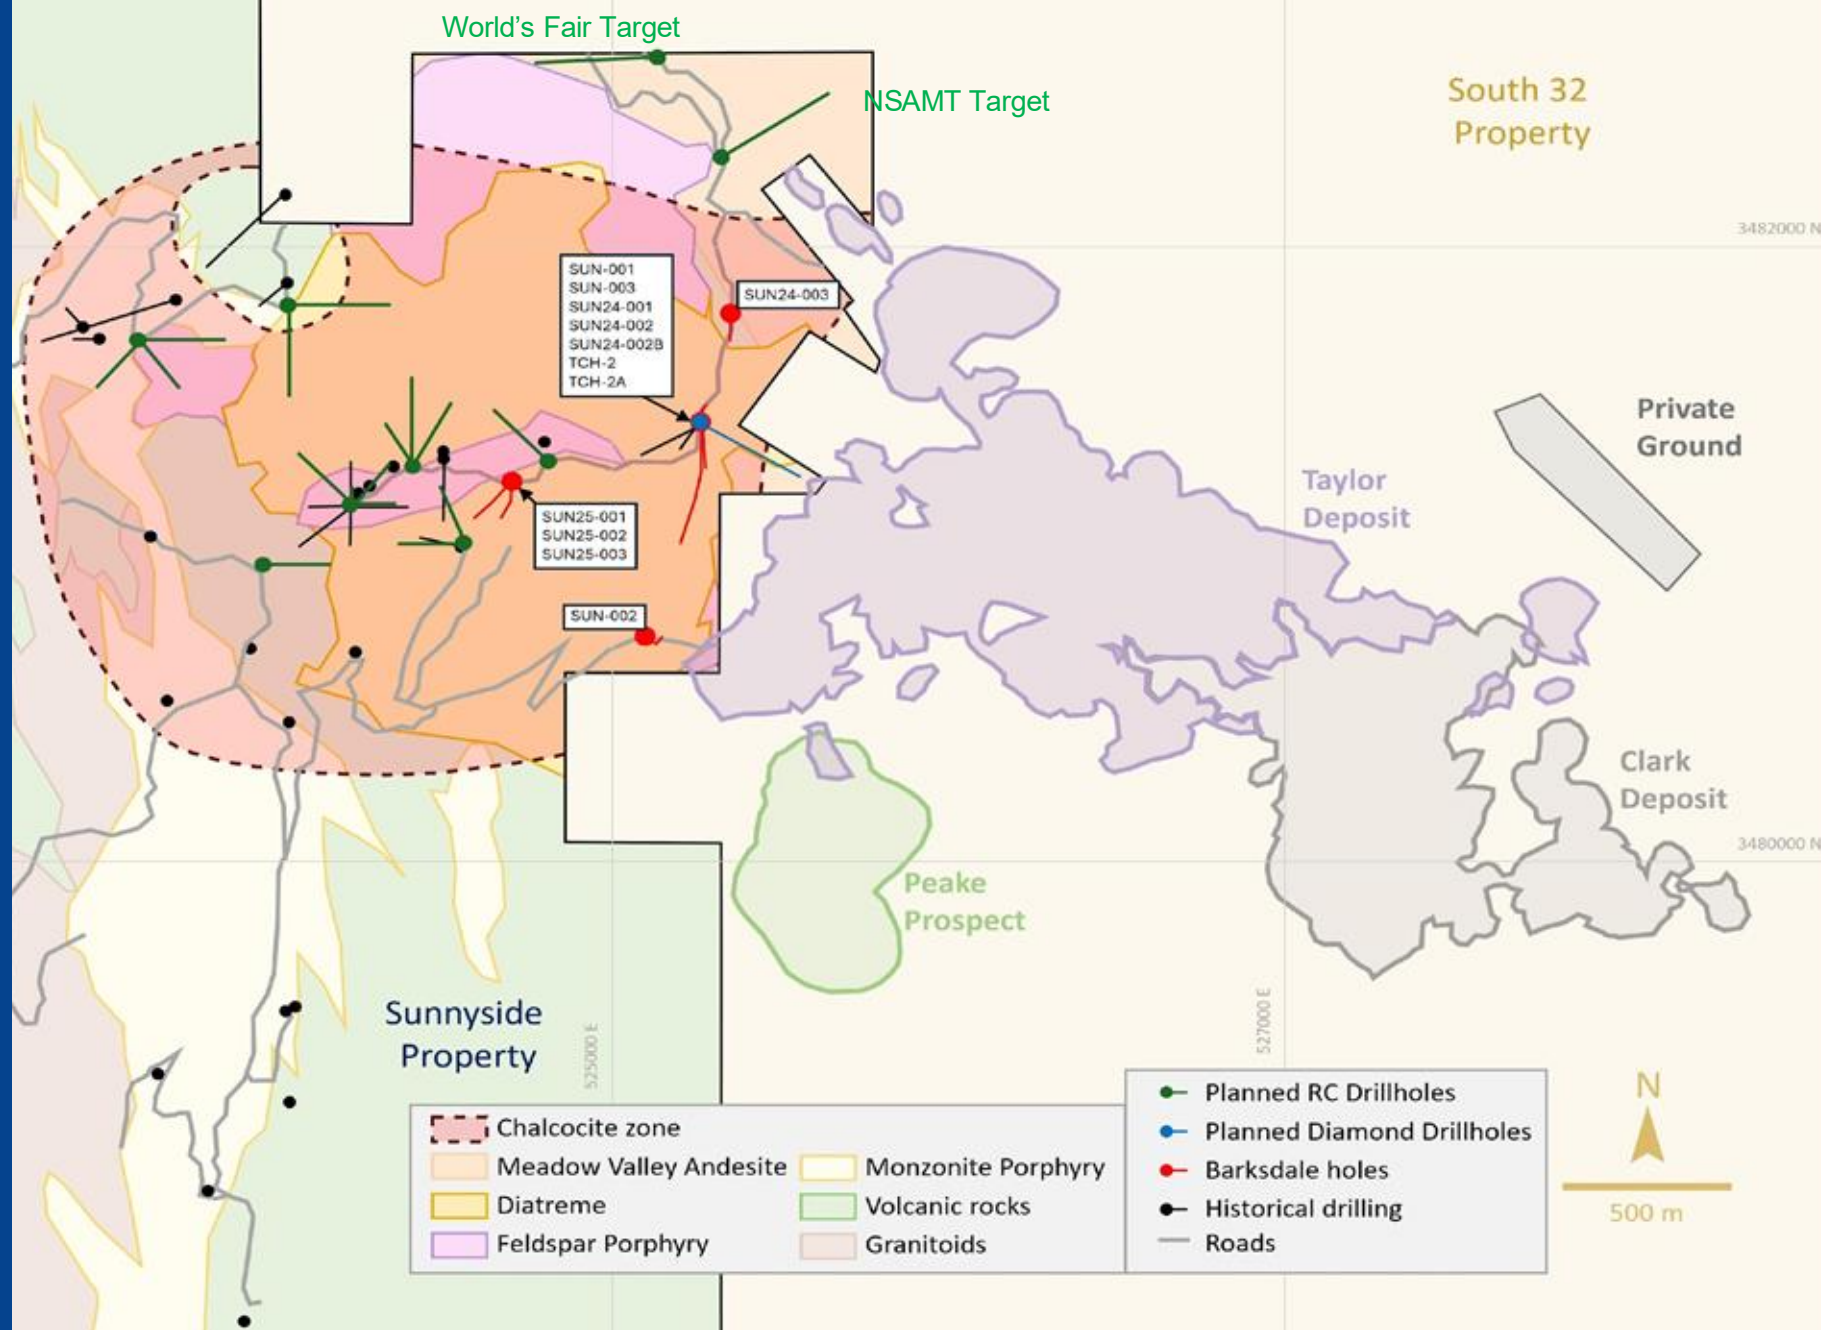 World's Fair Target
NSAMT Target
South 32
Property
3482000 N
SUN-001
SUN-003
SUN24-001
SUN24-002
SUN24-002B
TCH-2
TCH-2A
SUN24-003
Private
Ground
Taylor
Deposit
SUN25-001
SUN25-002
SUN25-003
SUN-002
Clark
Deposit
3480000 N
Peake
Prospect
Sunnyside
Property
525000 E
527000 E
Chalcocite zone
Meadow Valley Andesite
Diatreme
Feldspar Porphyry
Monzonite Porphyry
Volcanic rocks
Granitoids
Planned RC Drillholes
Planned Diamond Drillholes
Barksdale holes
Historical drilling
Roads
N
500 m